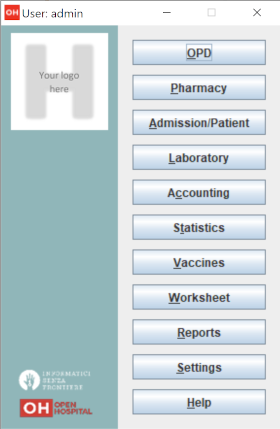 OH User: admin
Your logo
here
OPD
Pharmacy
Admission/Patient
Laboratory
Accounting
Statistics
Vaccines
Worksheet
Reports
Settings
Help
INFORMATICI
SENZA
FRONTIERE
OH OPEN
HOSPITAL